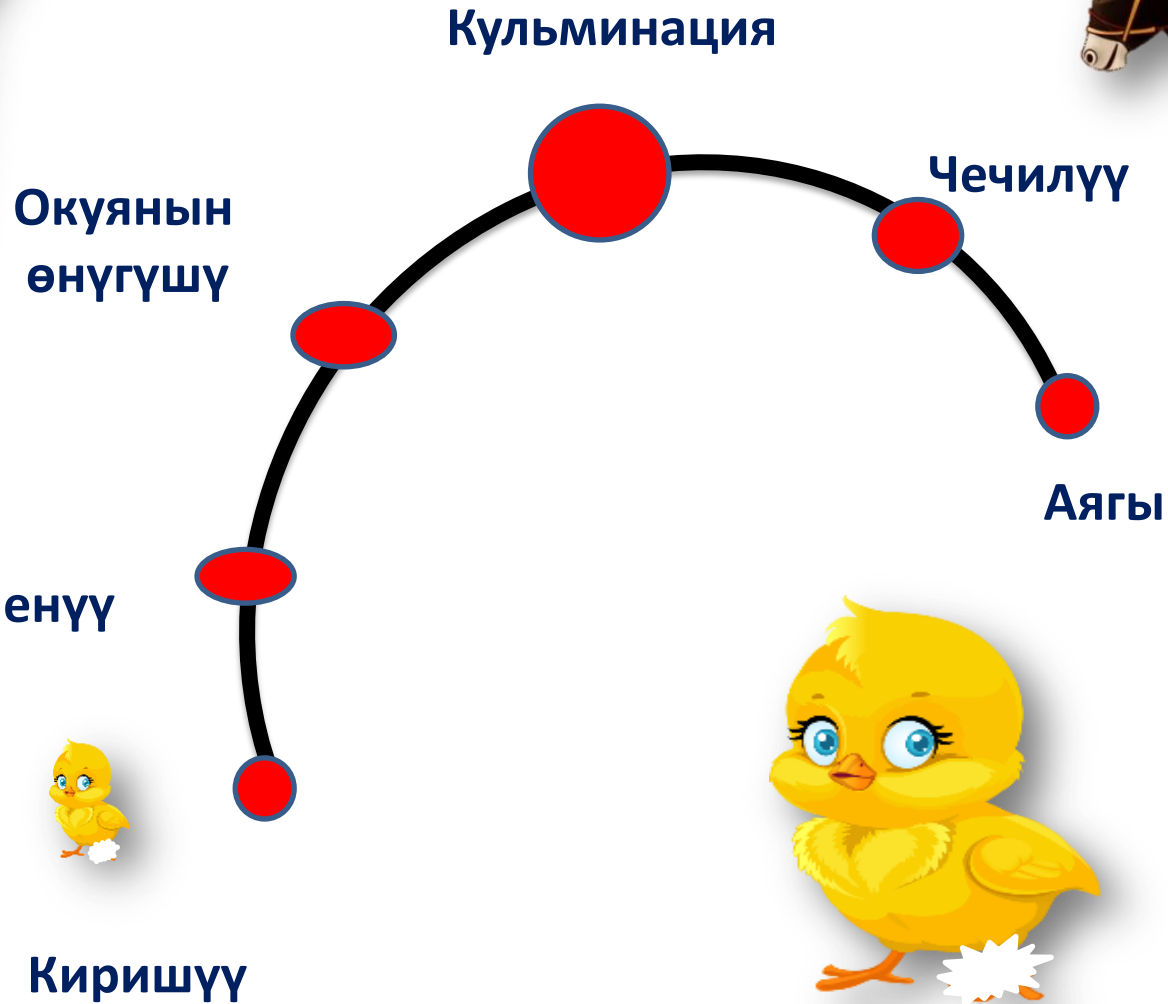 Кульминация
Чечилүү
Окуянын
өнүгүшү
Аягы
енүү
Киришүү